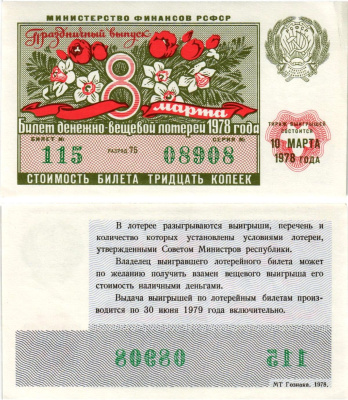 МИНИСТЕРСТВО ФИНАНСОВ РСФСР
Праздничный выпуск
8
марта
Билет денежно-вещевой лотереи 1978 года
БИЛЕТ № РАЗРЯД 75 СЕРИЯ №
115 08908
СТОИМОСТЬ БИЛЕТА ТРИДЦАТЬ КОПЕЕК
ТИРАЖ ВЫИГРЫШЕЙ
СОСТОИТСЯ
10 МАРТА
1978 ГОДА
В лотерее разыгрываются выигрыши, перечень и
количество которых установлены условиями лотереи,
утвержденными Советом Министров республики.
Владелец выигравшего лотерейного билета может
по желанию получить взамен вещевого выигрыша его
стоимость наличными деньгами.
Выдача выигрышей по лотерейным билетам произ-
водится по 30 июня 1979 года включительно.
08908 115
МТ Гознака. 1978.